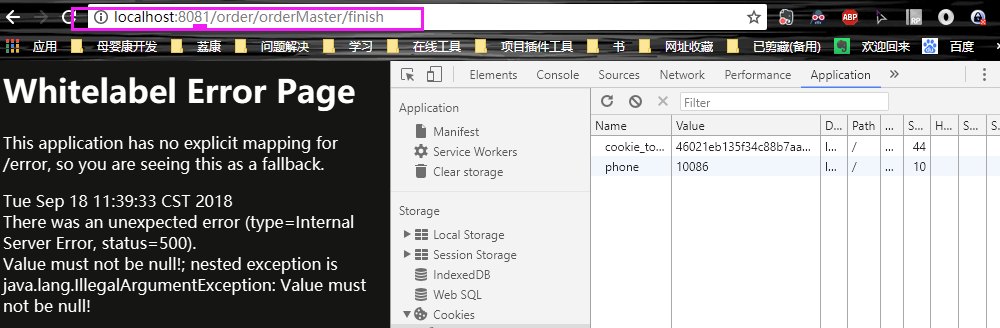 localhost:8081/order/orderMaster/finish
ABP
RP
应用 母婴康开发 荔康 问题解决 学习 在线工具 项目插件工具 书 网址收藏 已剪藏(备用) 欢迎回来 百度
Whitelabel Error Page
This application has no explicit mapping for
/error, so you are seeing this as a fallback.
Tue Sep 18 11:39:33 CST 2018
There was an unexpected error (type=Internal
Server Error, status=500).
Value must not be null!; nested exception is
java.lang.IllegalArgumentException: Value must
not be null!
Elements Console Sources Network Performance Application »
Application
Manifest
Service Workers
Clear storage
Storage
Local Storage
Session Storage
IndexedDB
Web SQL
Cookies
Filter
Name Value D... Path ... S... H... S... S.
cookie_to... 46021eb135f34c88b7aa... l... / ... 44
phone 10086 l... / ... 10